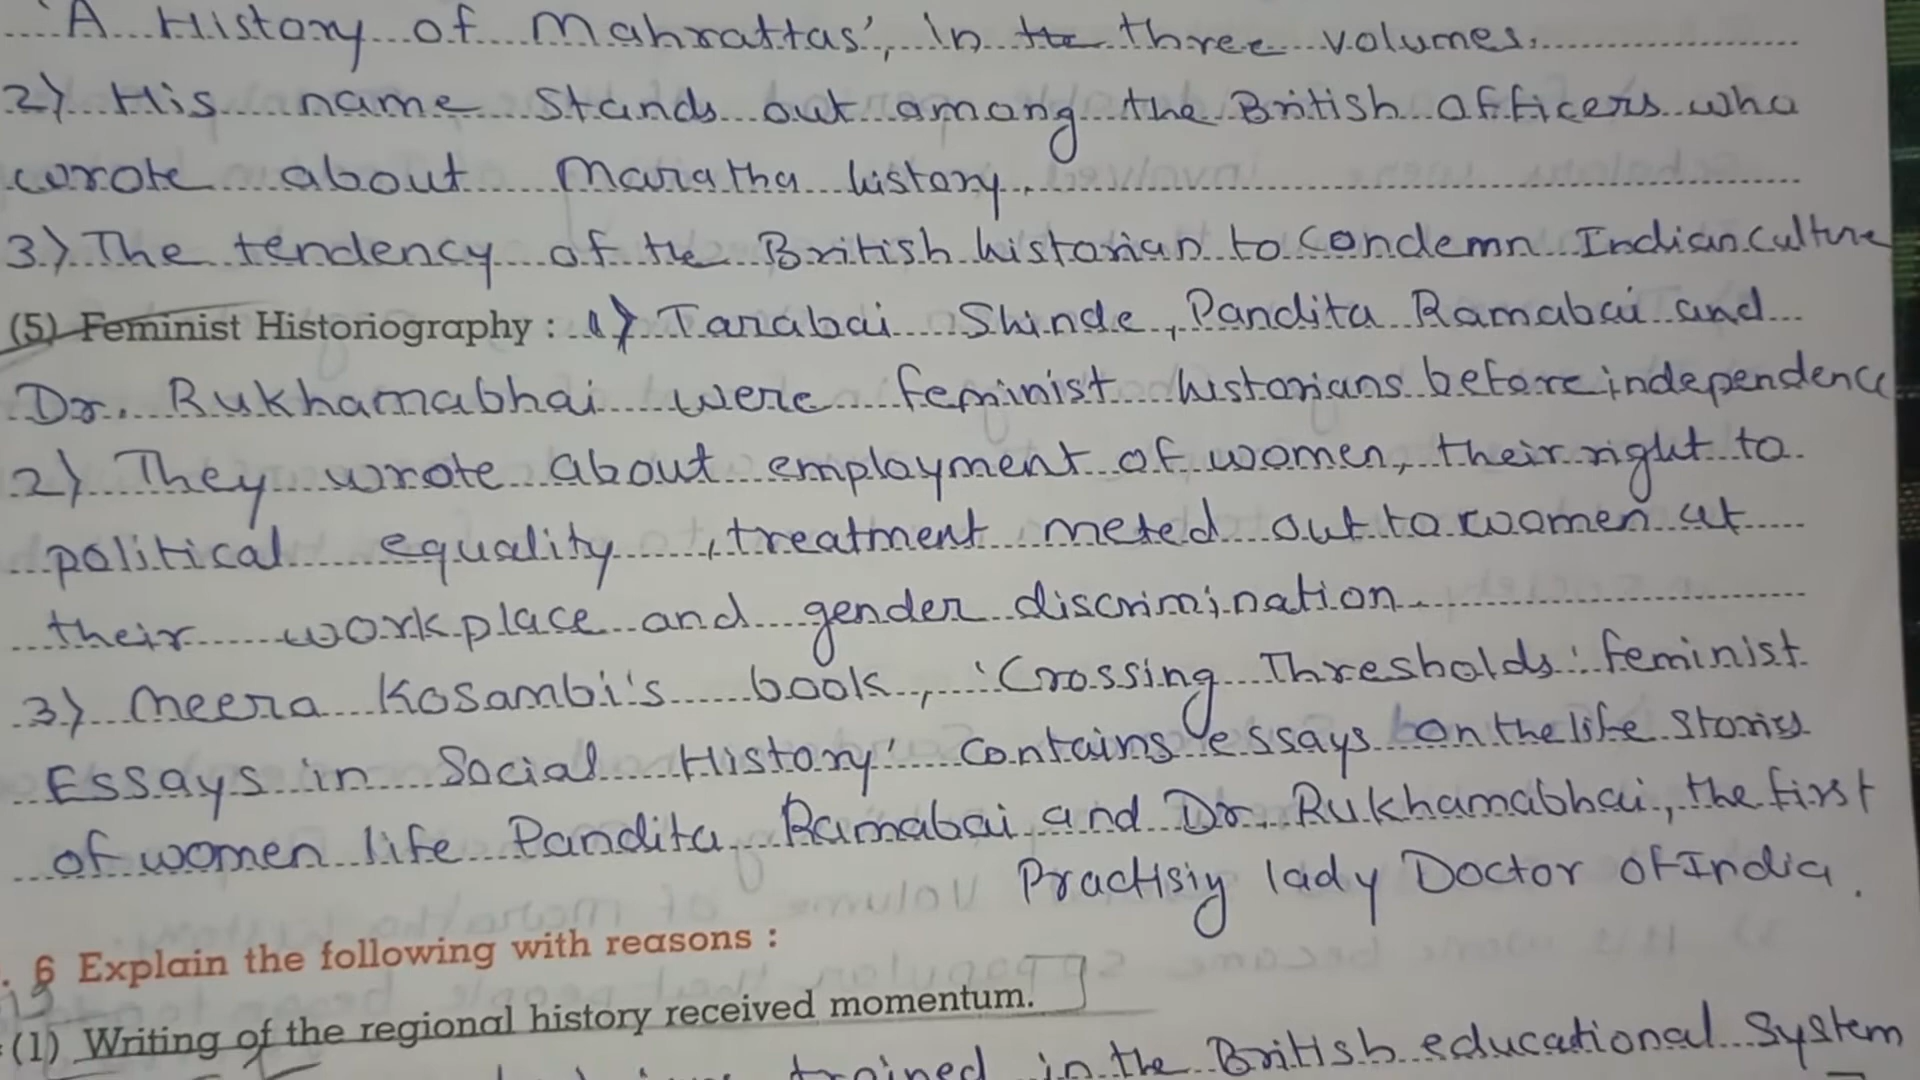 'A History of Mahrattas', in the three volumes.
2) His name stands out among the British officers who
wrote about Maratha history.
3) The tendency of the British historian to condemn Indian culture
(5) Feminist Historiography : 1) Tarabai Shinde, Pandita Ramabai and
Dr. Rukhamabhai were feminist historians before independence
2) They wrote about employment of women, their right to
political equality, treatment meted out to women at
their workplace and gender discrimination.
3) Meera Kosambi's book, 'Crossing Thresholds: feminist
Essays in Social History' contains essays on the life stories
of women life Pandita Ramabai and Dr. Rukhamabhai, the first
Practisiy lady Doctor of India.
6 Explain the following with reasons :
(1) Writing of the regional history received momentum.
trained in the British educational system